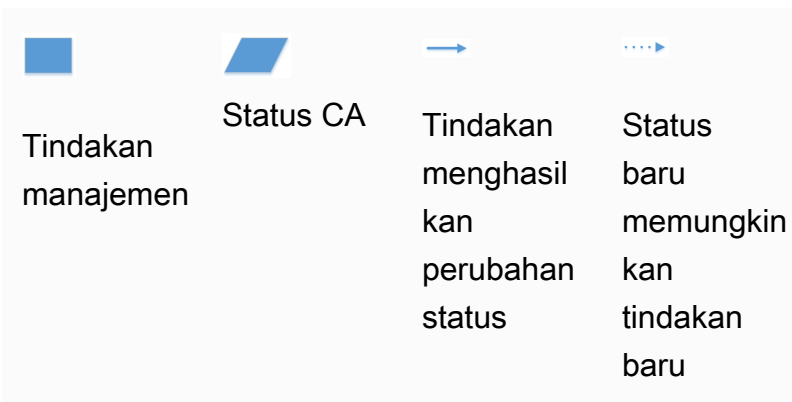 Tindakan
manajemen
Status CA
Tindakan
menghasil
kan
perubahan
status
Status
baru
memungkin
kan
tindakan
baru